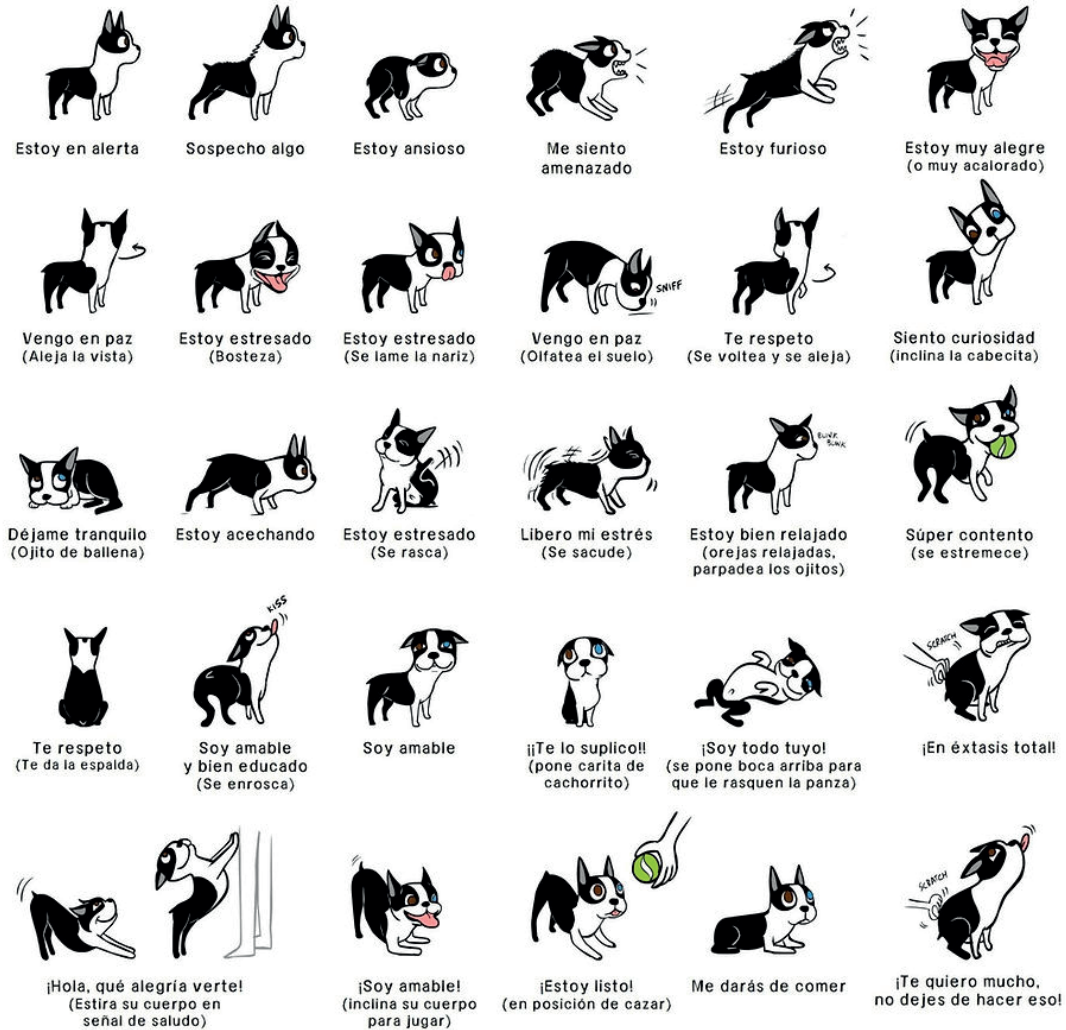 Estoy en alerta
Sospecho algo
Estoy ansioso
Me siento
amenazado
Estoy furioso
Estoy muy alegre
(o muy acalorado)
Vengo en paz
(Aleja la vista)
Estoy estresado
(Bosteza)
Estoy estresado
(Se lame la nariz)
SNIFF
Vengo en paz
(Olfatea el suelo)
Te respeto
(Se voltea y se aleja)
Siento curiosidad
(inclina la cabecita)
Déjame tranquilo
(Ojito de ballena)
Estoy acechando
Estoy estresado
(Se rasca)
Libero mi estrés
(Se sacude)
BLINK
BLINK
Estoy bien relajado
(orejas relajadas,
parpadea los ojitos)
Súper contento
(se estremece)
Te respeto
(Te da la espalda)
KISS
Soy amable
y bien educado
(Se enrosca)
Soy amable
¡¡Te lo suplico!!
(pone carita de
cachorrito)
¡Soy todo tuyo!
(se pone boca arriba para
que le rasquen la panza)
SCRATCH
¡En éxtasis total!
¡Hola, qué alegría verte!
(Estira su cuerpo en
señal de saludo)
¡Soy amable!
(inclina su cuerpo
para jugar)
¡Estoy listo!
(en posición de cazar)
Me darás de comer
SCRATCH
¡Te quiero mucho,
no dejes de hacer eso!